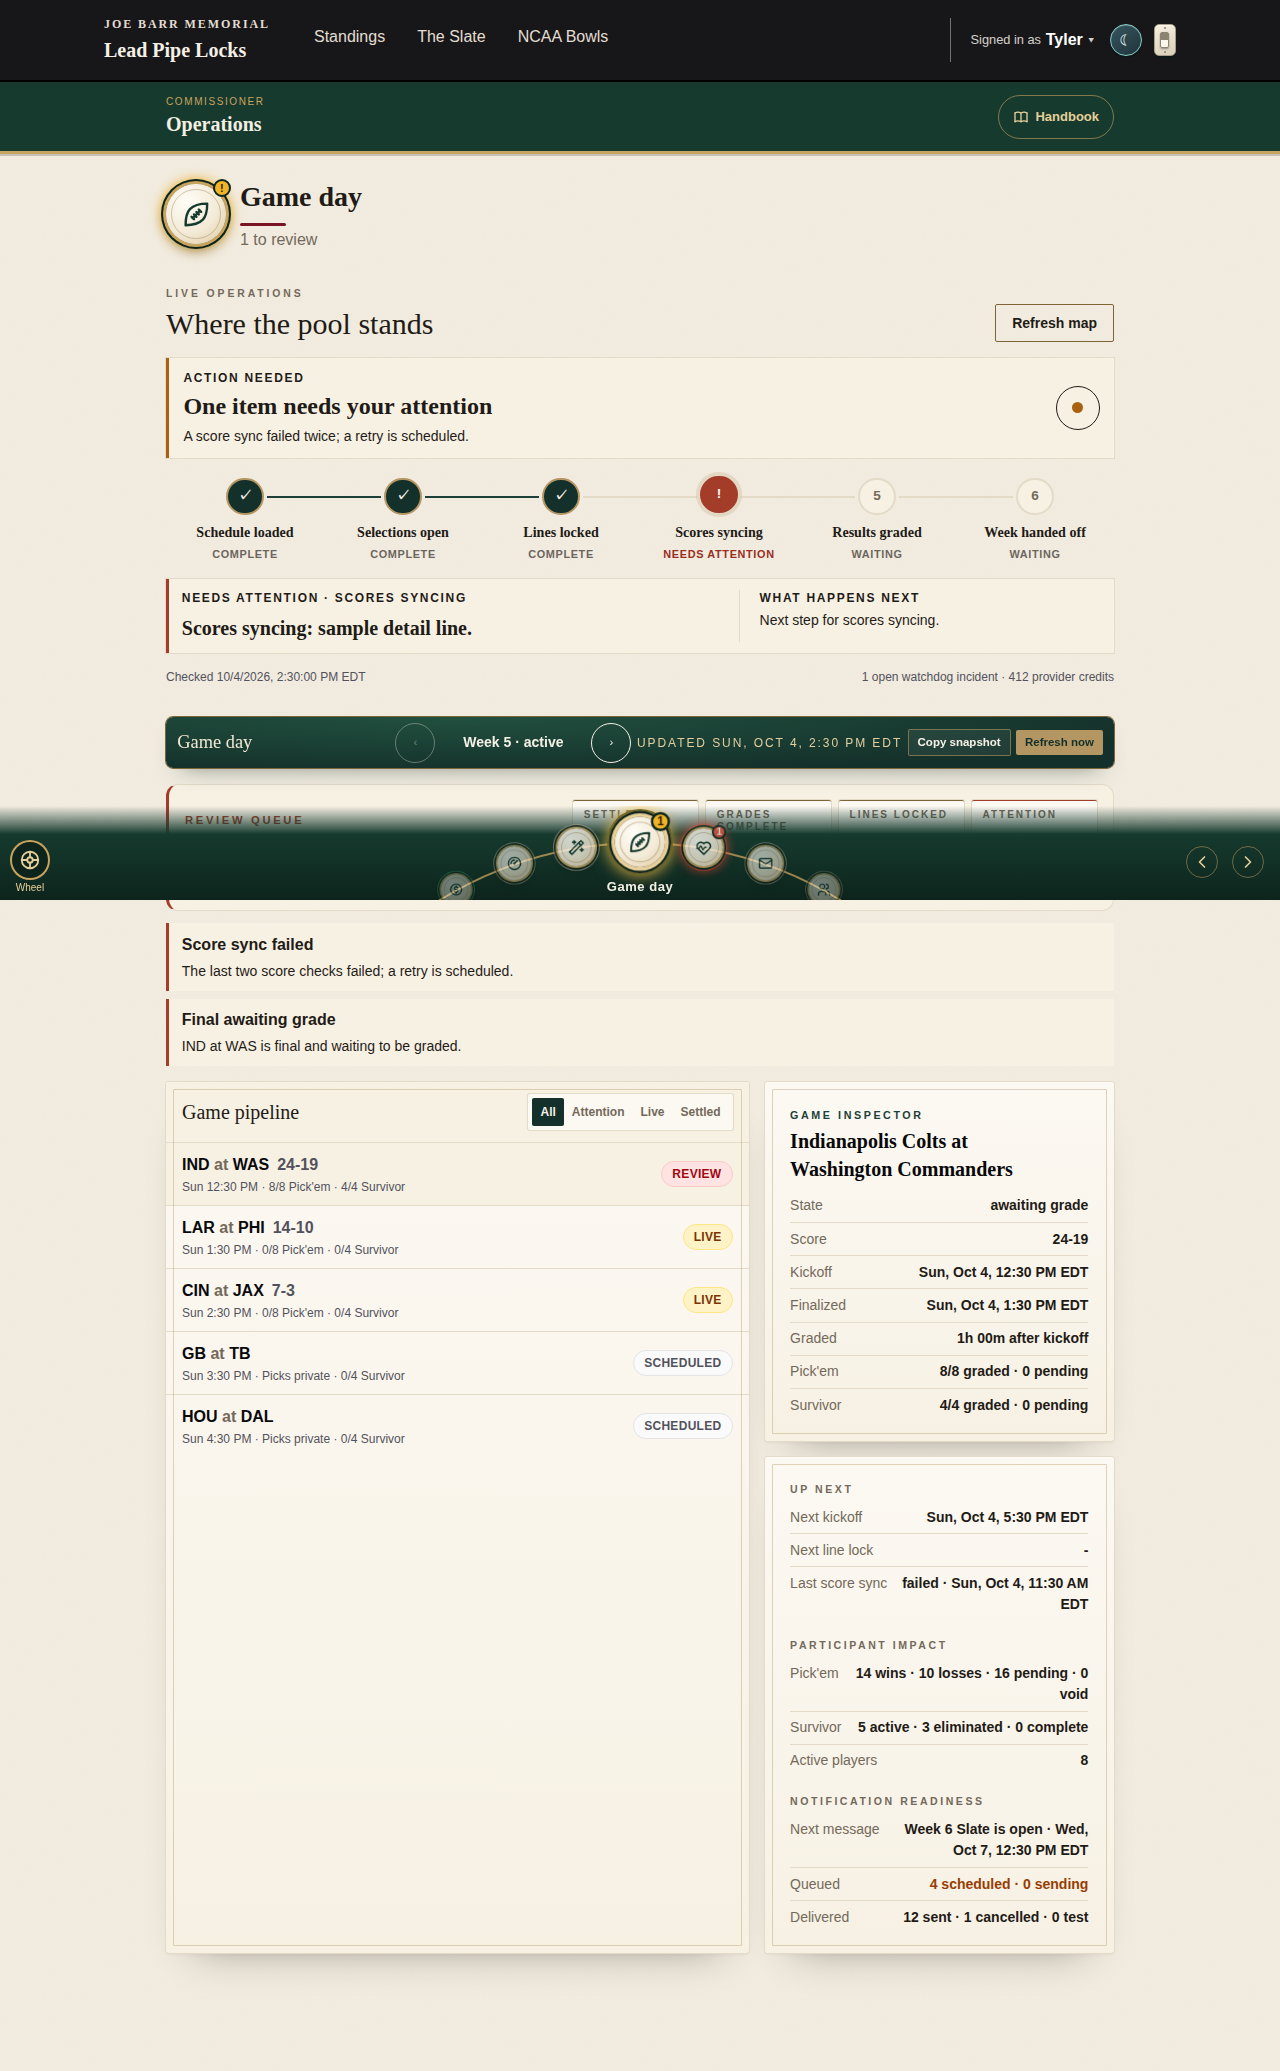 JOE BARR MEMORIAL
Lead Pipe Locks
Standings
The Slate
NCAA Bowls
Signed in as Tyler
COMMISSIONER
Operations
Handbook
!
Game day
1 to review
LIVE OPERATIONS
Where the pool stands
Refresh map
ACTION NEEDED
One item needs your attention
A score sync failed twice; a retry is scheduled.
!
5
6
Schedule loaded
Selections open
Lines locked
Scores syncing
Results graded
Week handed off
COMPLETE
COMPLETE
COMPLETE
NEEDS ATTENTION
WAITING
WAITING
NEEDS ATTENTION · SCORES SYNCING
Scores syncing: sample detail line.
WHAT HAPPENS NEXT
Next step for scores syncing.
Checked 10/4/2026, 2:30:00 PM EDT
1 open watchdog incident · 412 provider credits
Game day
‹
Week 5 · active
›
UPDATED SUN, OCT 4, 2:30 PM EDT
Copy snapshot
Refresh now
REVIEW QUEUE
GRADES COMPLETE
LINES LOCKED
ATTENTION
1
1
Wheel
Game day
Score sync failed
The last two score checks failed; a retry is scheduled.
Final awaiting grade
IND at WAS is final and waiting to be graded.
Game pipeline
All
Attention
Live
Settled
IND at WAS 24-19
Sun 12:30 PM · 8/8 Pick'em · 4/4 Survivor
REVIEW
LAR at PHI 14-10
Sun 1:30 PM · 0/8 Pick'em · 0/4 Survivor
LIVE
CIN at JAX 7-3
Sun 2:30 PM · 0/8 Pick'em · 0/4 Survivor
LIVE
GB at TB
Sun 3:30 PM · Picks private · 0/4 Survivor
SCHEDULED
HOU at DAL
Sun 4:30 PM · Picks private · 0/4 Survivor
SCHEDULED
GAME INSPECTOR
Indianapolis Colts at
Washington Commanders
State awaiting grade
Score 24-19
Kickoff Sun, Oct 4, 12:30 PM EDT
Finalized Sun, Oct 4, 1:30 PM EDT
Graded 1h 00m after kickoff
Pick'em 8/8 graded · 0 pending
Survivor 4/4 graded · 0 pending
UP NEXT
Next kickoff Sun, Oct 4, 5:30 PM EDT
Next line lock -
Last score sync failed · Sun, Oct 4, 11:30 AM
EDT
PARTICIPANT IMPACT
Pick'em 14 wins · 10 losses · 16 pending · 0
void
Survivor 5 active · 3 eliminated · 0 complete
Active players 8
NOTIFICATION READINESS
Next message Week 6 Slate is open · Wed,
Oct 7, 12:30 PM EDT
Queued 4 scheduled · 0 sending
Delivered 12 sent · 1 cancelled · 0 test